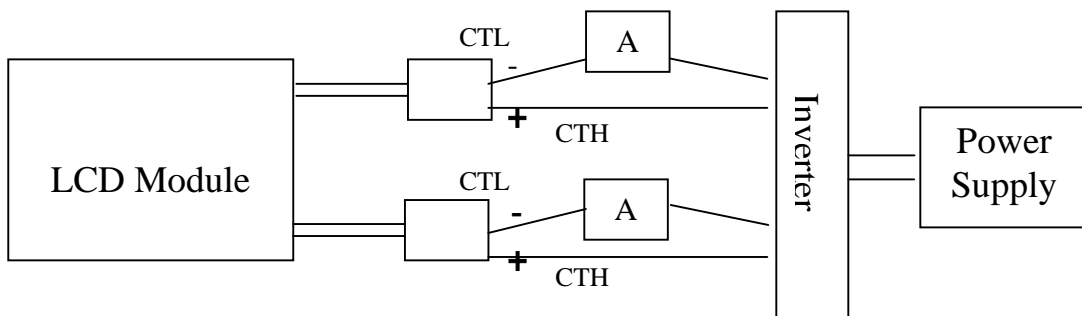 CTL
-
A
+
CTH
LCD Module
CTL
-
A
+
CTH
Inverter
Power
Supply